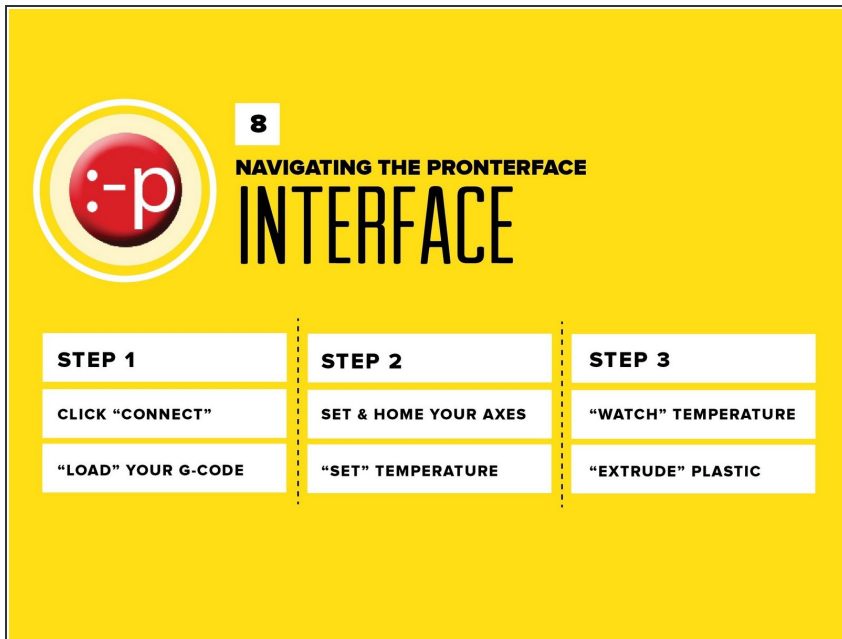 :-p
8
NAVIGATING THE PRONTERFACE
INTERFACE
STEP 1
CLICK “CONNECT”
“LOAD” YOUR G-CODE
STEP 2
SET & HOME YOUR AXES
“SET” TEMPERATURE
STEP 3
“WATCH” TEMPERATURE
“EXTRUDE” PLASTIC